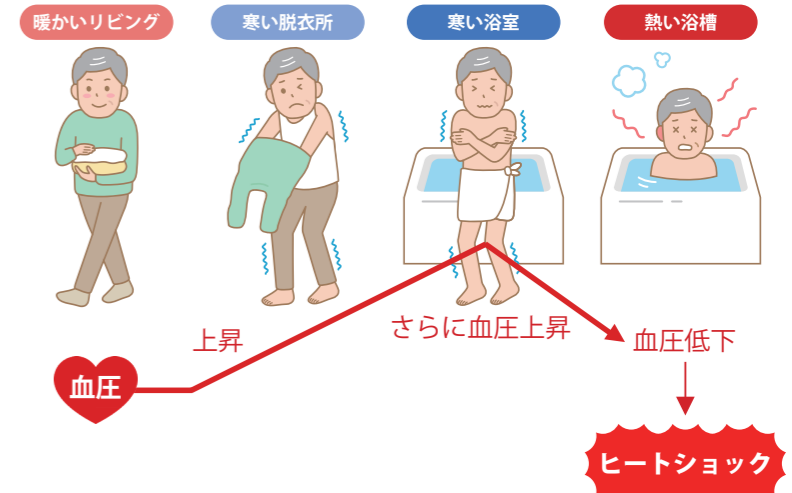 暖かいリビング
寒い脱衣所
寒い浴室
熱い浴槽
上昇
さらに血圧上昇
血圧低下
血圧
ヒートショック